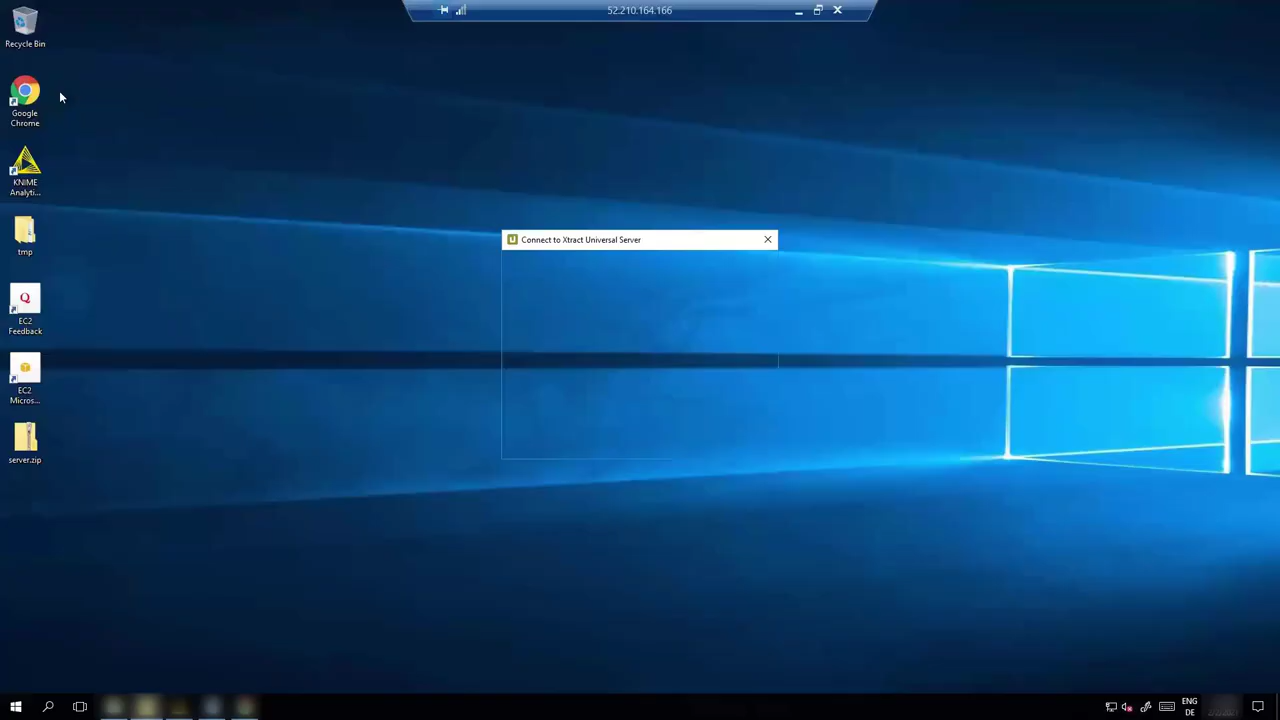 52.210.164.166
Recycle Bin
Google
Chrome
KNIME
Analyti...
tmp
Q
EC2
Feedback
EC2
Micros...
server.zip
Connect to Xtract Universal Server
ENG
DE